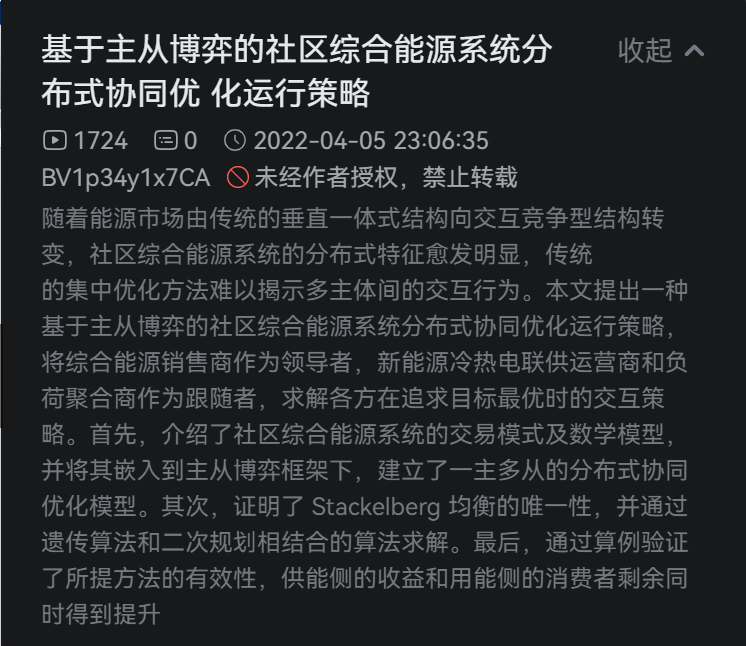 基于主从博弈的社区综合能源系统分
收起
布式协同优 化运行策略
1724 0 2022-04-05 23:06:35
BV1p34y1x7CA 未经作者授权，禁止转载
随着能源市场由传统的垂直一体式结构向交互竞争型结构转
变，社区综合能源系统的分布式特征愈发明显，传统
的集中优化方法难以揭示多主体间的交互行为。本文提出一种
基于主从博弈的社区综合能源系统分布式协同优化运行策略，
将综合能源销售商作为领导者，新能源冷热电联供运营商和负
荷聚合商作为跟随者，求解各方在追求目标最优时的交互策
略。首先，介绍了社区综合能源系统的交易模式及数学模型，
并将其嵌入到主从博弈框架下，建立了一主多从的分布式协同
优化模型。其次，证明了 Stackelberg 均衡的唯一性，并通过
遗传算法和二次规划相结合的算法求解。最后，通过算例验证
了所提方法的有效性，供能侧的收益和用能侧的消费者剩余同
时得到提升